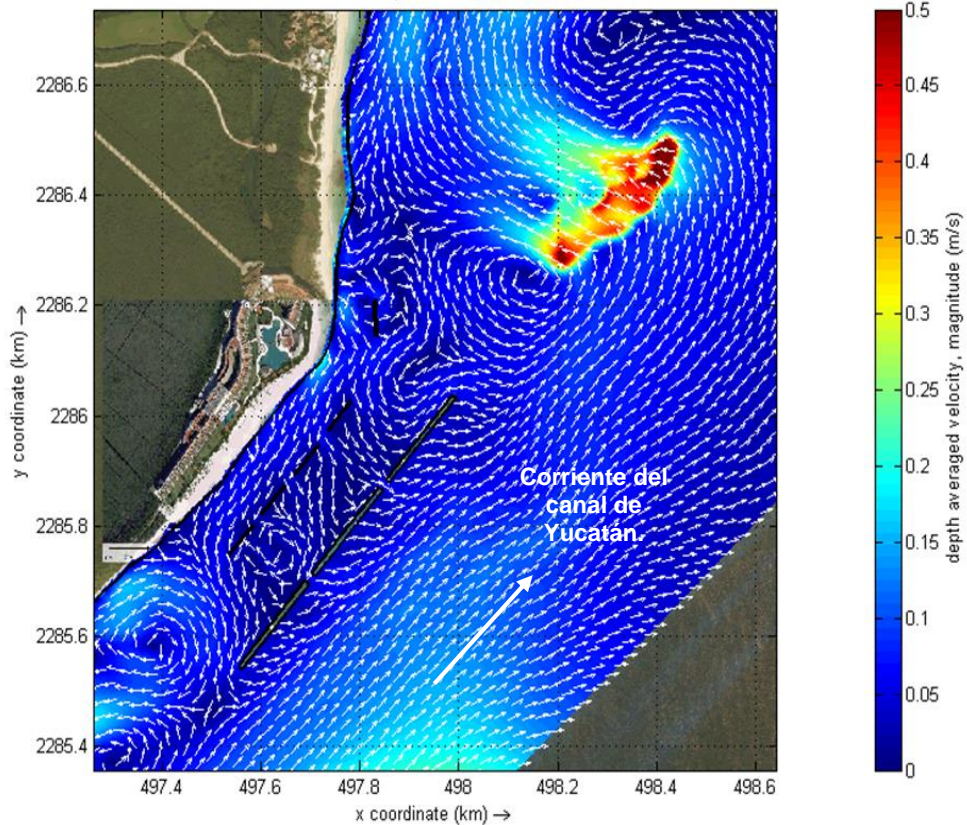 0.5
0.45
0.4
0.35
0.3
0.25
0.2
0.15
0.1
0.05
0
depth averaged velocity, magnitude (m/s)
2286.6
2286.4
2286.2
2286
2285.8
2285.6
2285.4
y coordinate (km) →
Corriente del
canal de
Yucatán.
497.4 497.6 497.8 498 498.2 498.4 498.6
x coordinate (km) →